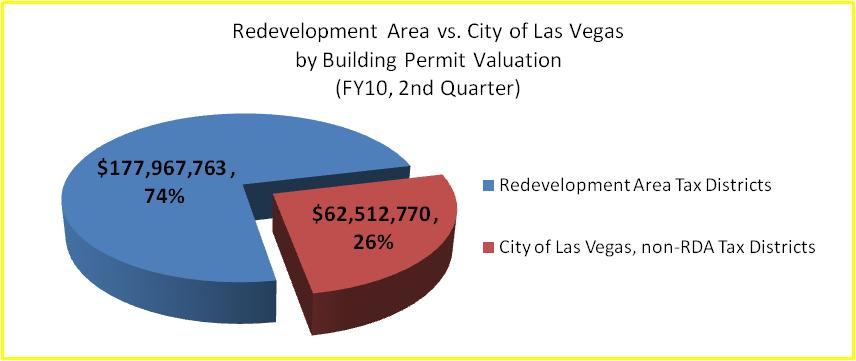 Redevelopment Area vs. City of Las Vegas
by Building Permit Valuation
(FY10, 2nd Quarter)
$177,967,763,
74%
$62,512,770,
26%
Redevelopment Area Tax Districts
City of Las Vegas, non-RDA Tax Districts